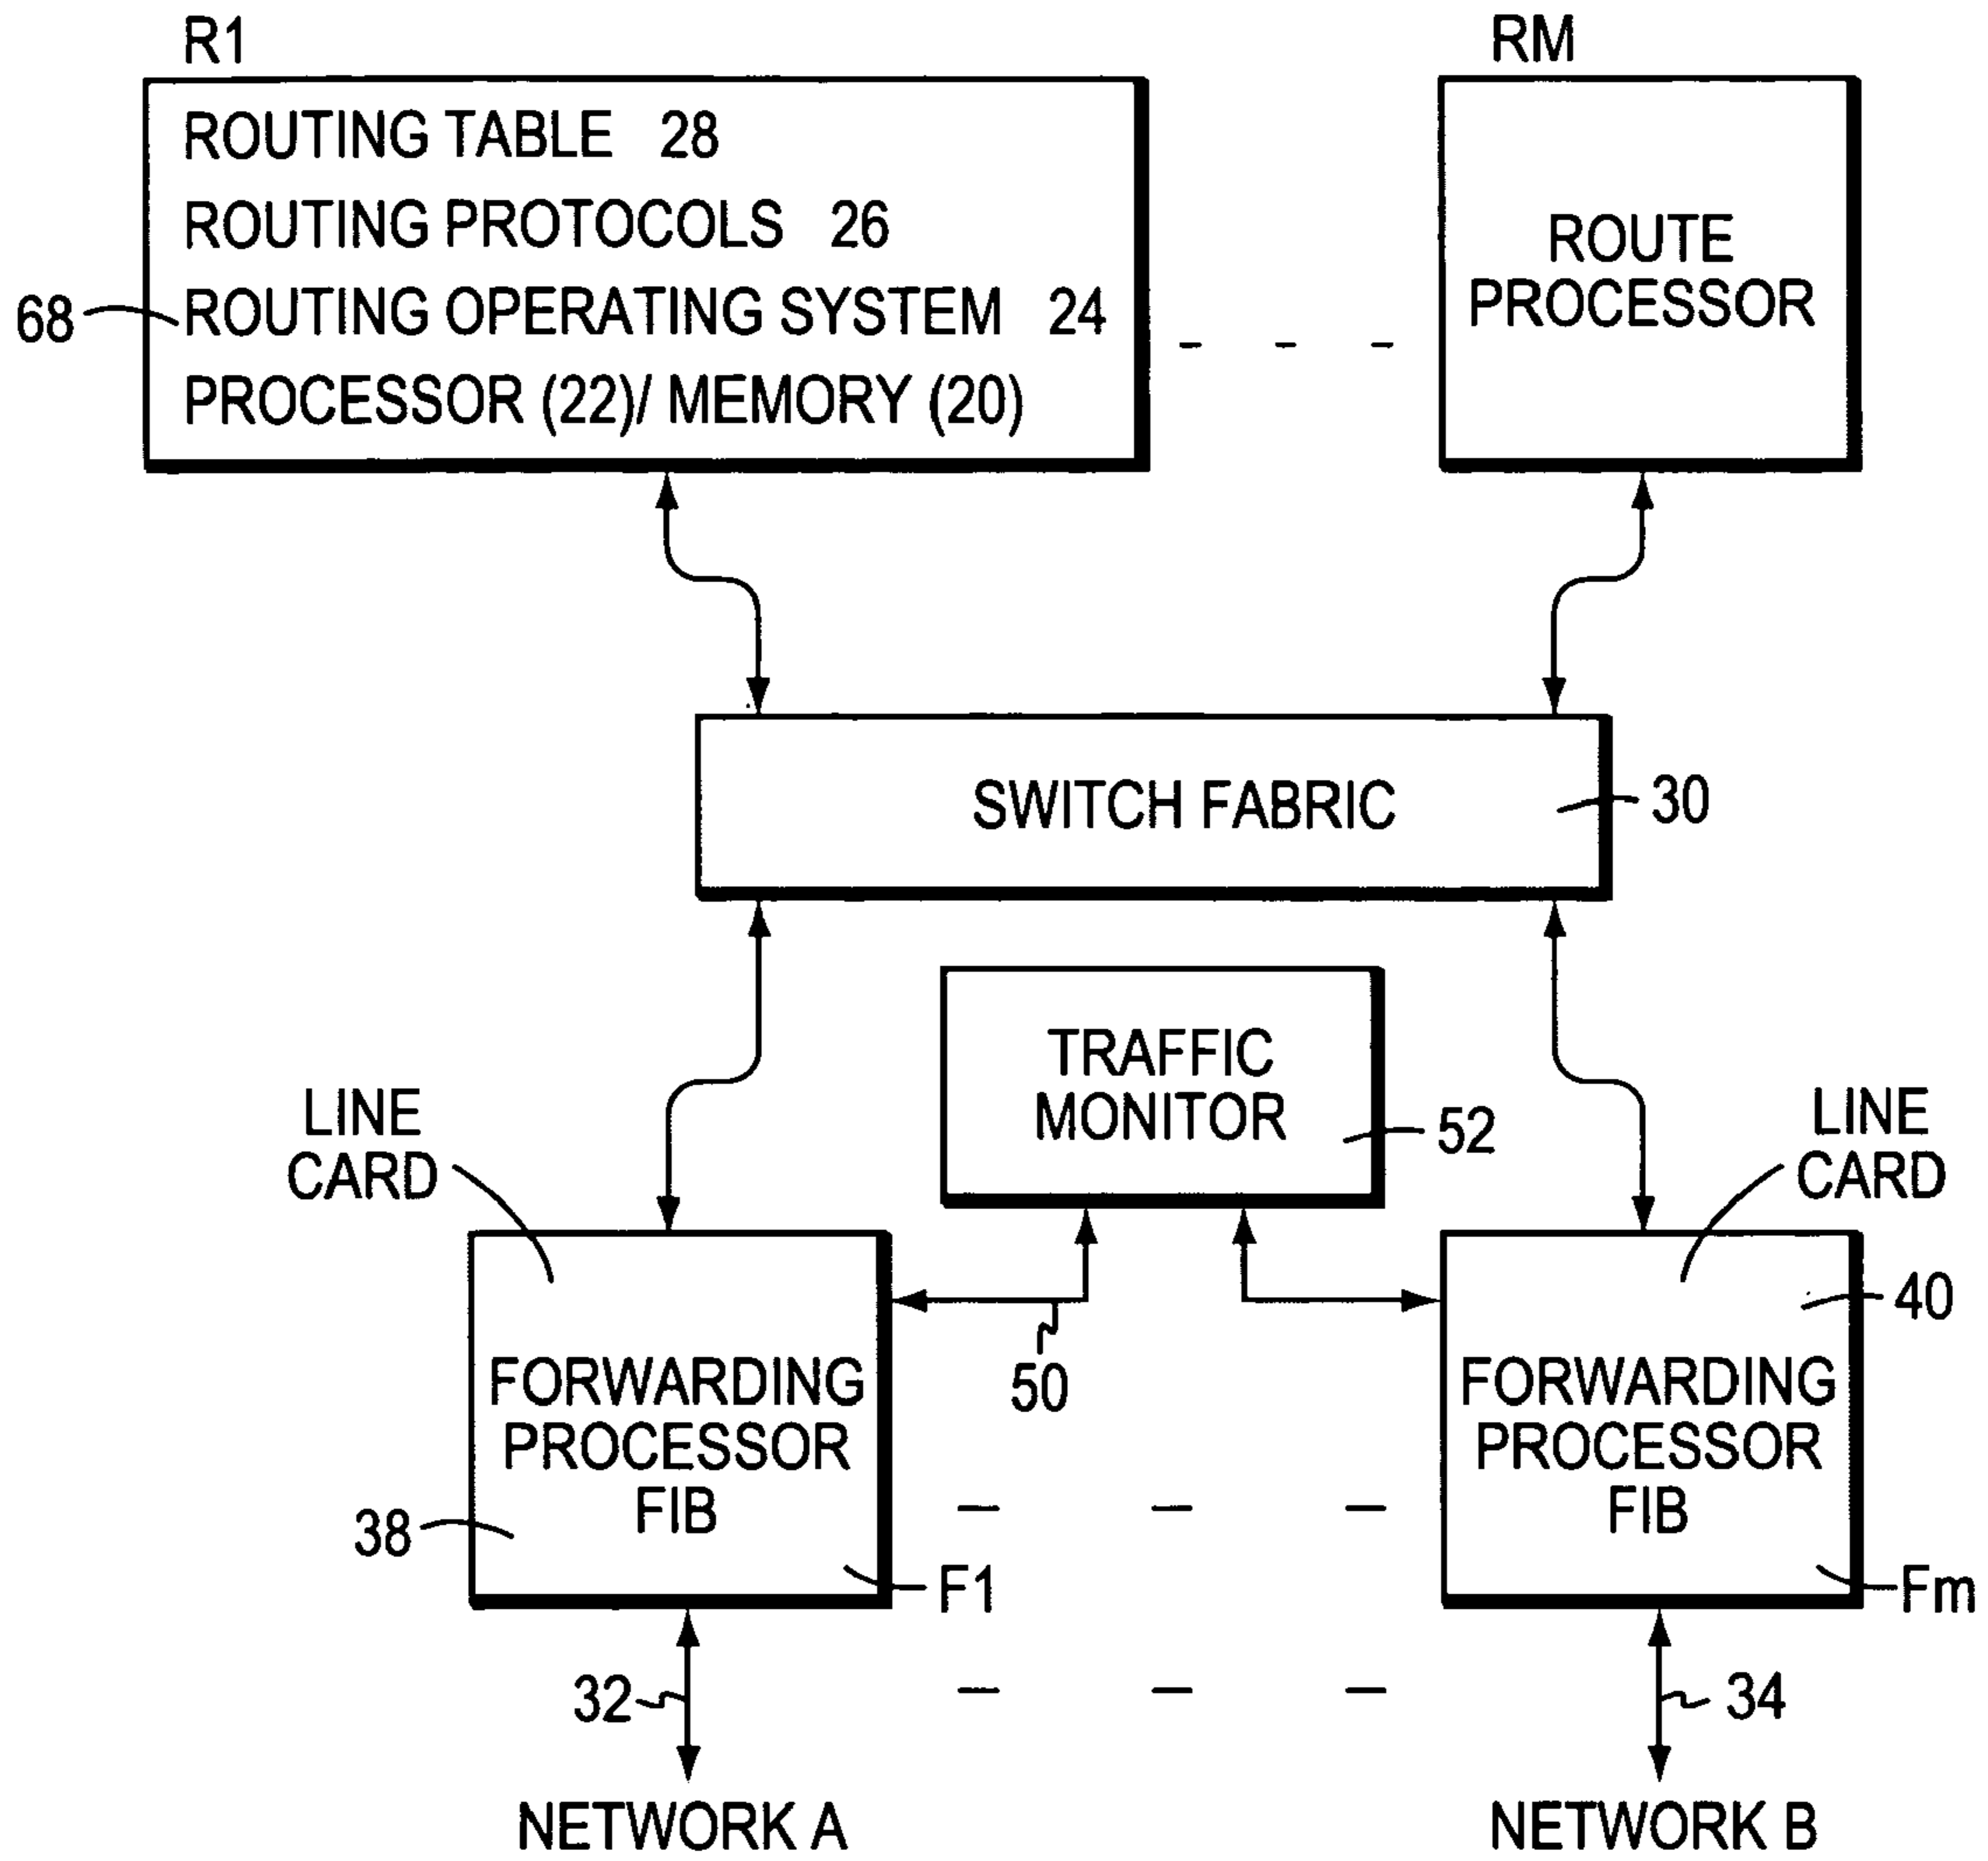 R1
RM
ROUTING TABLE 28
ROUTING PROTOCOLS 26
68
ROUTING OPERATING SYSTEM 24
PROCESSOR (22)/ MEMORY (20)
ROUTE
PROCESSOR
SWITCH FABRIC
30
TRAFFIC
MONITOR
52
LINE
CARD
LINE
CARD
40
50
FORWARDING
PROCESSOR
FIB
38
F1
FORWARDING
PROCESSOR
FIB
Fm
32
34
NETWORK A
NETWORK B